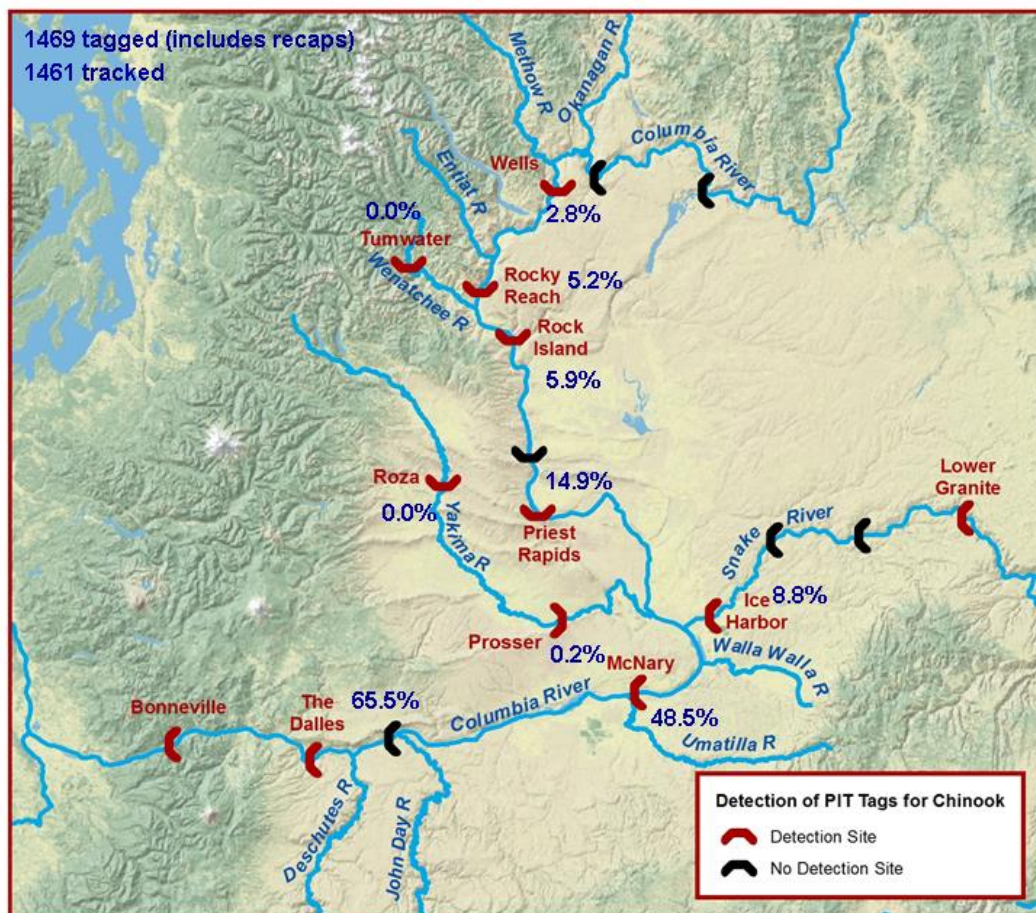 1469 tagged (includes recaps)
1461 tracked
Methow R
Okanagan R
Columbia River
Wells
2.8%
Entiat R
0.0%
Tumwater
Wenatchee R
Rocky
Reach
5.2%
Rock
Island
5.9%
Roza
0.0%
Yakima R
14.9%
Priest
Rapids
Lower
Granite
Snake River
Ice
Harbor
8.8%
Prosser
0.2%
McNary
Walla Walla R
48.5%
Umatilla R
Bonneville
The
Dalles
65.5%
Columbia River
Deschutes R
John Day R
Detection of PIT Tags for Chinook
Detection Site
No Detection Site